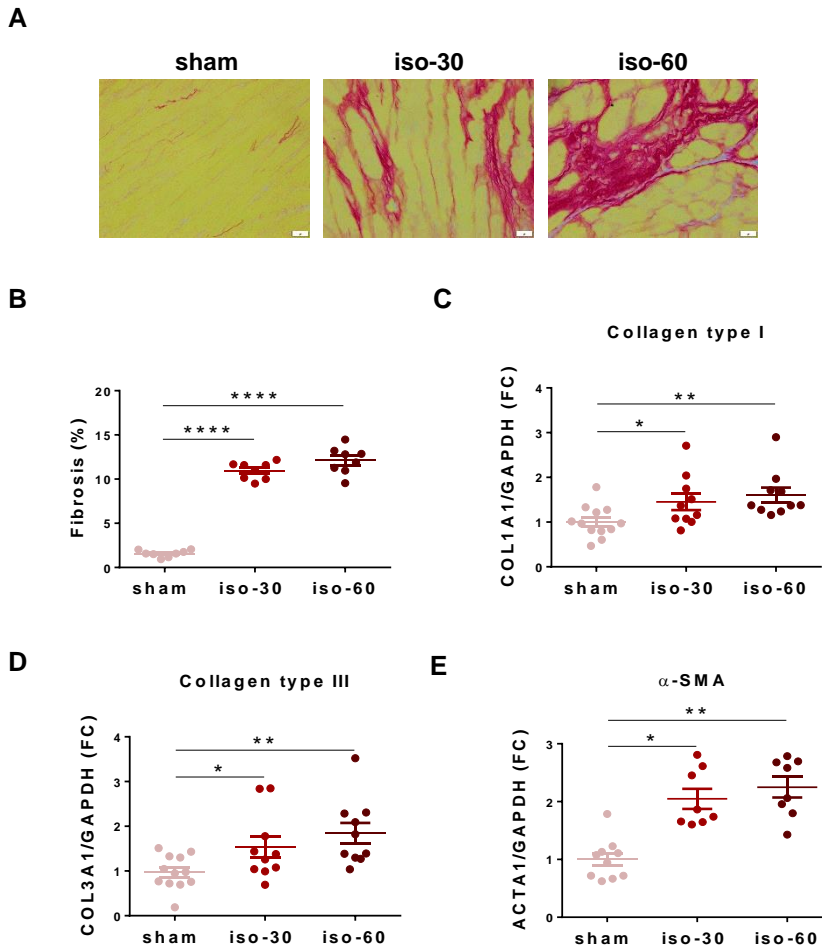 A
sham iso-30 iso-60
B
Fibrosis (%)
20
15
10
5
0
****
****
sham iso-30 iso-60
C
Collagen type I
COL1A1/GAPDH (FC)
4
3
2
1
0
**
*
sham iso-30 iso-60
D
Collagen type III
COL3A1/GAPDH (FC)
4
3
2
1
0
**
*
sham iso-30 iso-60
E
α-SMA
ACTA1/GAPDH (FC)
3
2
1
0
**
*
sham iso-30 iso-60